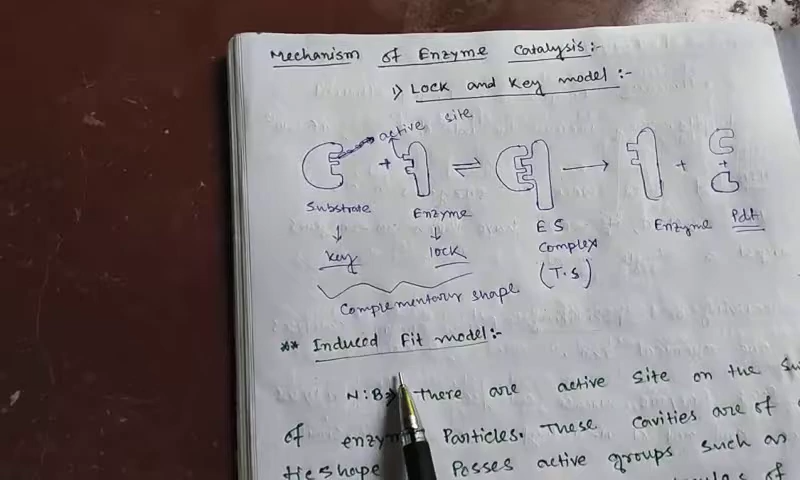 Mechanism of Enzyme Catalysis:-
1) Lock and Key model:-
active site
+ ⇌ → +
+
Substrate Enzyme ES Enzyme Pdt
↓ ↓ Complex
Key lock (T.S)
Complementary shape
** Induced Fit model:-
N:B⇒ There are active site on the
of Particles. These cavities are of
shape Posses active groups such as
of